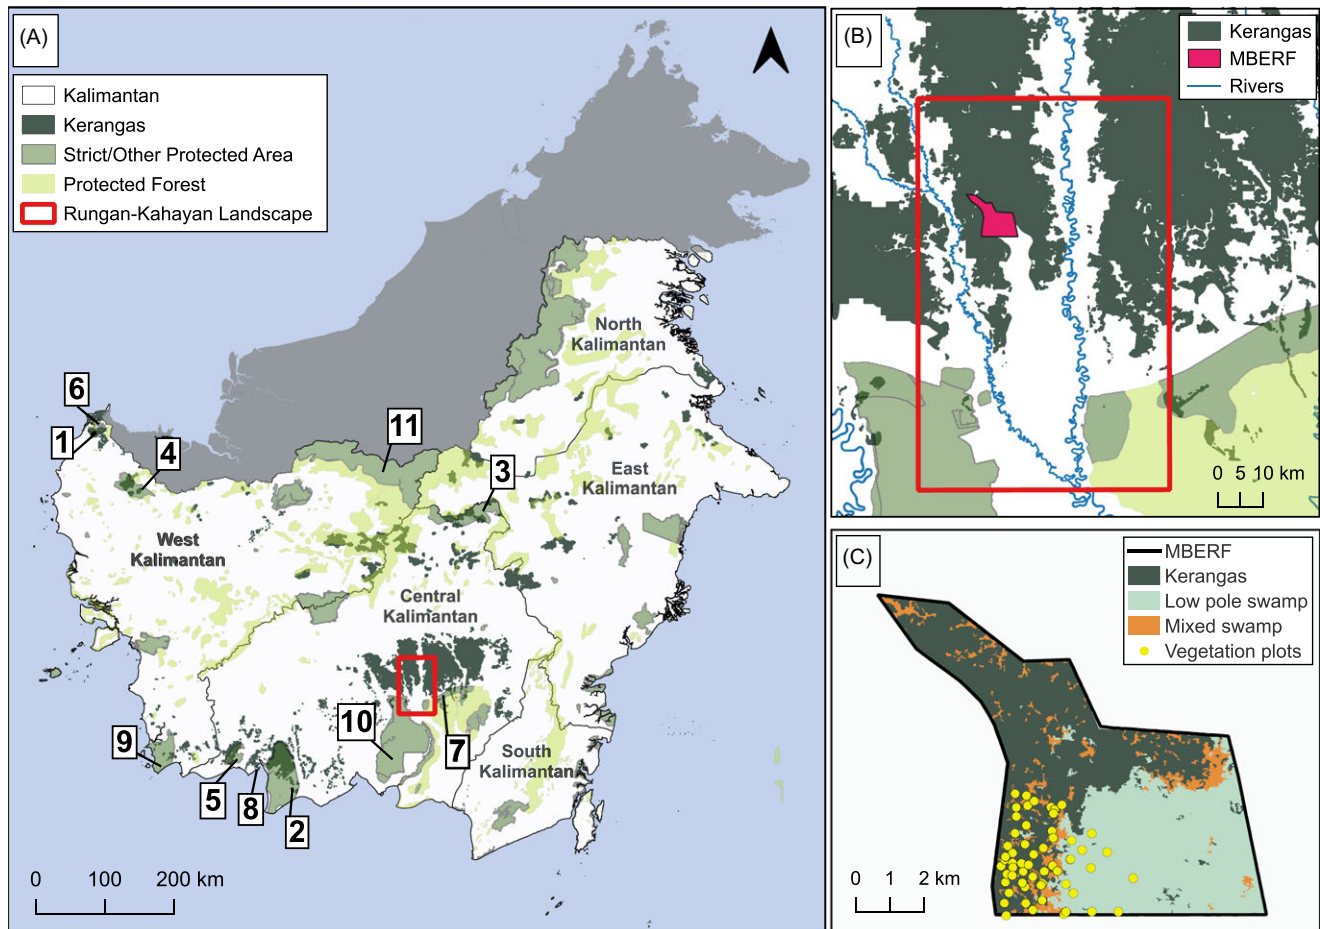 (A)
Kalimantan
Kerangas
Strict/Other Protected Area
Protected Forest
Rungan-Kahayan Landscape
North
Kalimantan
6
1
4
11
3
East
Kalimantan
West
Kalimantan
Central
Kalimantan
10
7
9
5
8
2
South
Kalimantan
0 100 200 km
(B)
Kerangas
MBERF
Rivers
0 5 10 km
(C)
MBERF
Kerangas
Low pole swamp
Mixed swamp
Vegetation plots
0 1 2 km